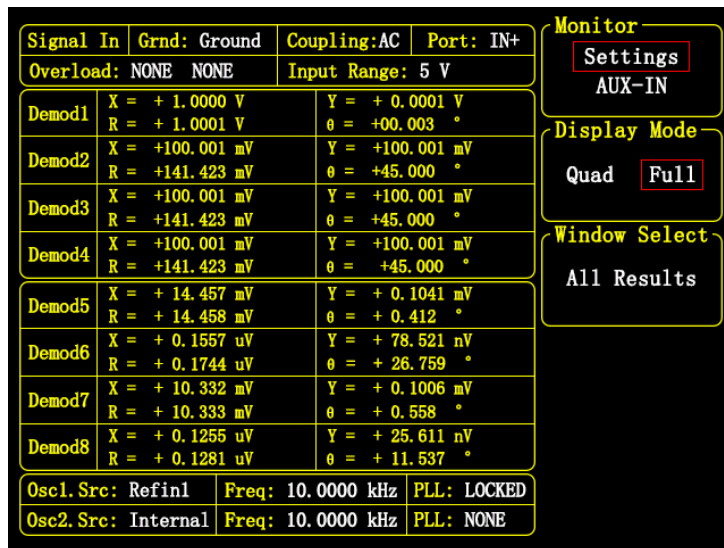 Signal In Grnd: Ground Coupling:AC Port: IN+
Overload: NONE NONE Input Range: 5 V
Demod1 X = + 1.0000 V Y = + 0.0001 V
R = + 1.0001 V θ = +00.003 °
Demod2 X = +100.001 mV Y = +100.001 mV
R = +141.423 mV θ = +45.000 °
Demod3 X = +100.001 mV Y = +100.001 mV
R = +141.423 mV θ = +45.000 °
Demod4 X = +100.001 mV Y = +100.001 mV
R = +141.423 mV θ = +45.000 °
Demod5 X = + 14.457 mV Y = + 0.1041 mV
R = + 14.458 mV θ = + 0.412 °
Demod6 X = + 0.1557 uV Y = + 78.521 nV
R = + 0.1744 uV θ = + 26.759 °
Demod7 X = + 10.332 mV Y = + 0.1006 mV
R = + 10.333 mV θ = + 0.558 °
Demod8 X = + 0.1255 uV Y = + 25.611 nV
R = + 0.1281 uV θ = + 11.537 °
Osc1.Src: Refin1 Freq: 10.0000 kHz PLL: LOCKED
Osc2.Src: Internal Freq: 10.0000 kHz PLL: NONE
Monitor
Settings
AUX-IN
Display Mode
Quad Full
Window Select
All Results